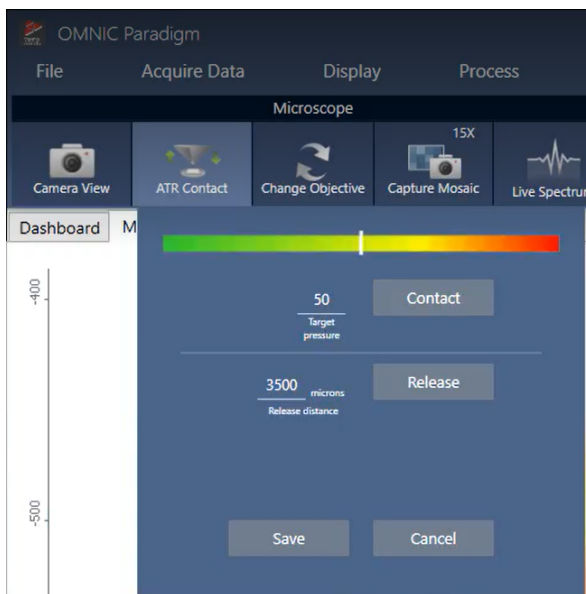 OMNIC Paradigm
File Acquire Data Display Process
Microscope
15X
Camera View ATR Contact Change Objective Capture Mosaic Live Spectru
Dashboard M
-400
50 Contact
Target
pressure
3500 microns Release
Release distance
-500
Save Cancel